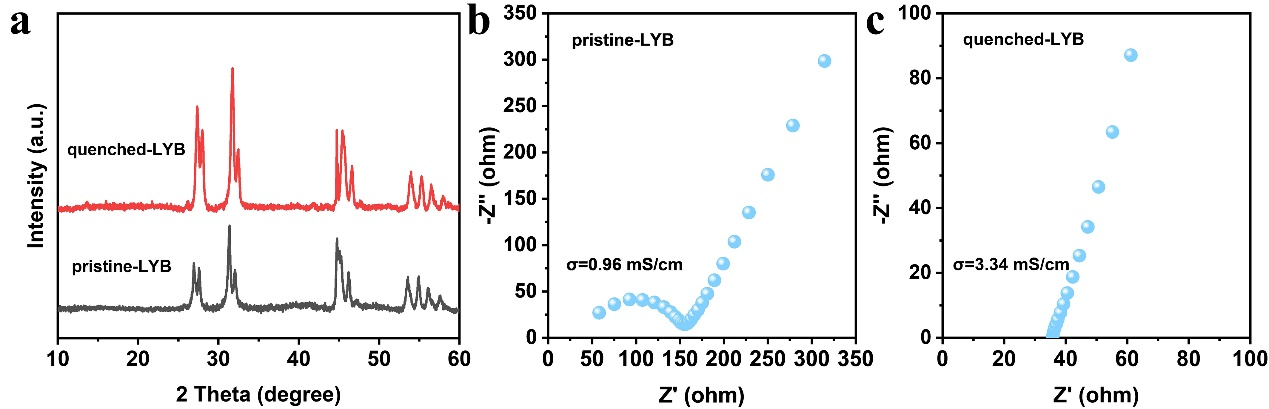 a
Intensity (a.u.)
quenched-LYB
pristine-LYB
10 20 30 40 50 60
2 Theta (degree)
b
-Z'' (ohm)
350
300
250
200
150
100
50
0
pristine-LYB
σ=0.96 mS/cm
0 50 100 150 200 250 300 350
Z' (ohm)
c
-Z'' (ohm)
100
80
60
40
20
0
quenched-LYB
σ=3.34 mS/cm
0 20 40 60 80 100
Z' (ohm)